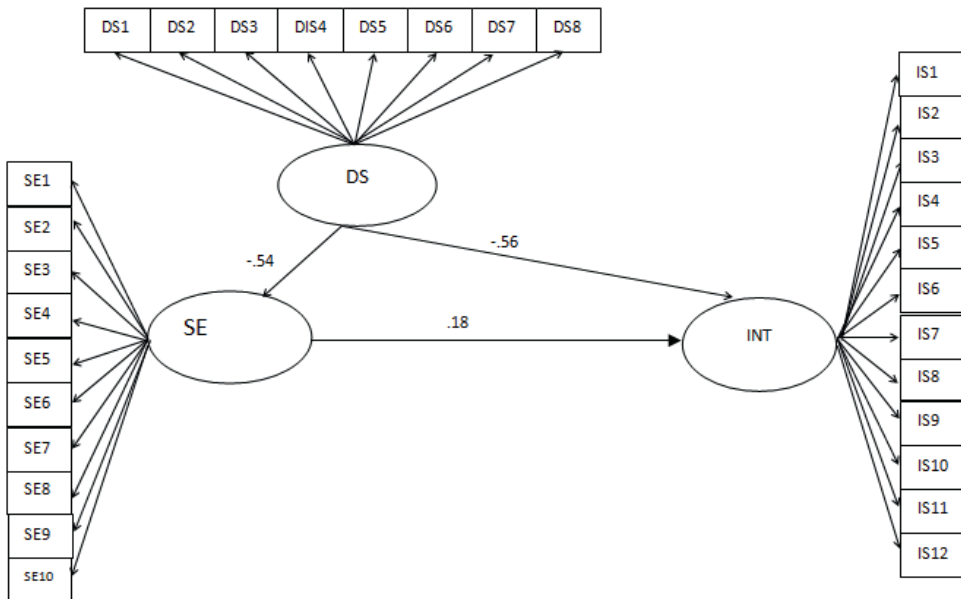 DS1 DS2 DS3 DIS4 DS5 DS6 DS7 DS8
DS
-.54
-.56
SE
.18
INT
SE1
SE2
SE3
SE4
SE5
SE6
SE7
SE8
SE9
SE10
IS1
IS2
IS3
IS4
IS5
IS6
IS7
IS8
IS9
IS10
IS11
IS12